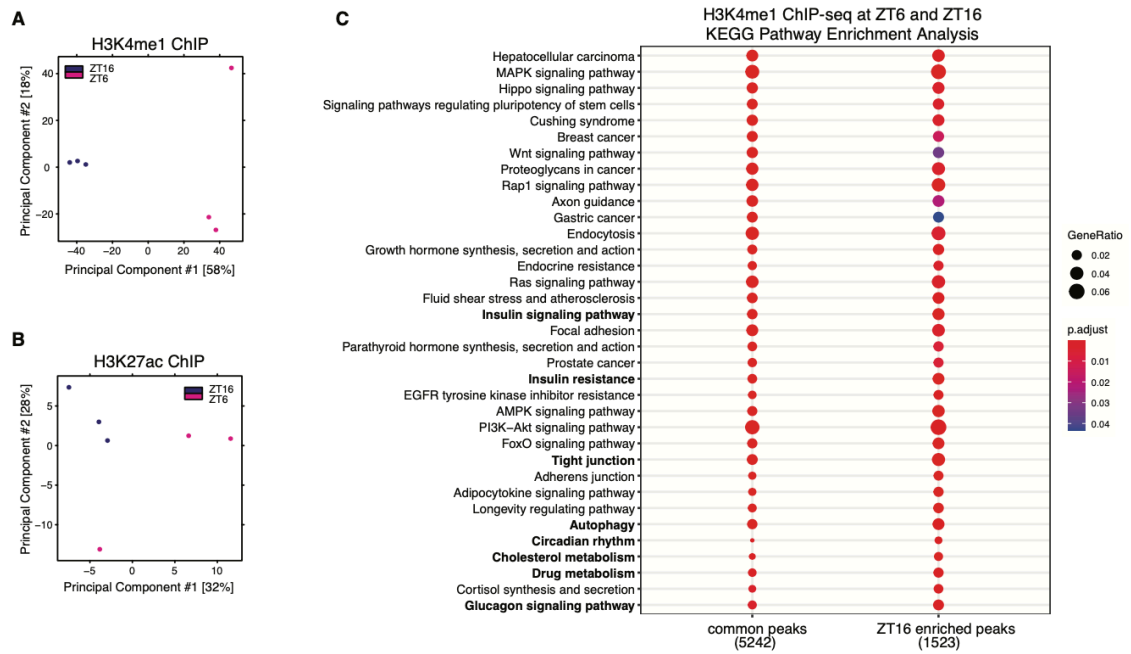 A
H3K4me1 ChIP
ZT16
ZT6
Principal Component #2 [18%]
40
20
0
−20
−40
−20
0
20
40
Principal Component #1 [58%]
B
H3K27ac ChIP
ZT16
ZT6
Principal Component #2 [28%]
5
0
−5
−10
−5
0
5
10
Principal Component #1 [32%]
C
H3K4me1 ChIP-seq at ZT6 and ZT16
KEGG Pathway Enrichment Analysis
Hepatocellular carcinoma
MAPK signaling pathway
Hippo signaling pathway
Signaling pathways regulating pluripotency of stem cells
Cushing syndrome
Breast cancer
Wnt signaling pathway
Proteoglycans in cancer
Rap1 signaling pathway
Axon guidance
Gastric cancer
Endocytosis
Growth hormone synthesis, secretion and action
Endocrine resistance
Ras signaling pathway
Fluid shear stress and atherosclerosis
Insulin signaling pathway
Focal adhesion
Parathyroid hormone synthesis, secretion and action
Prostate cancer
Insulin resistance
EGFR tyrosine kinase inhibitor resistance
AMPK signaling pathway
PI3K−Akt signaling pathway
FoxO signaling pathway
Tight junction
Adherens junction
Adipocytokine signaling pathway
Longevity regulating pathway
Autophagy
Circadian rhythm
Cholesterol metabolism
Drug metabolism
Cortisol synthesis and secretion
Glucagon signaling pathway
common peaks
(5242)
ZT16 enriched peaks
(1523)
GeneRatio
0.02
0.04
0.06
p.adjust
0.01
0.02
0.03
0.04